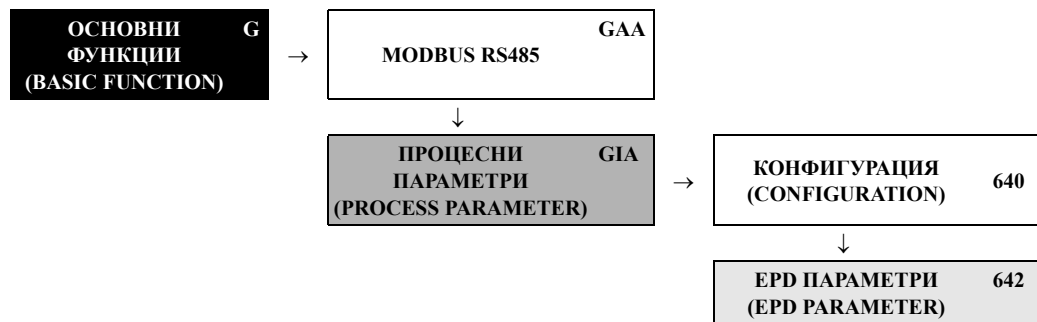 ОСНОВНИ G
ФУНКЦИИ
(BASIC FUNCTION)
→
GAA
MODBUS RS485
↓
ПРОЦЕСНИ GIA
ПАРАМЕТРИ
(PROCESS PARAMETER)
→
КОНФИГУРАЦИЯ
(CONFIGURATION) 640
↓
EPD ПАРАМЕТРИ 642
(EPD PARAMETER)